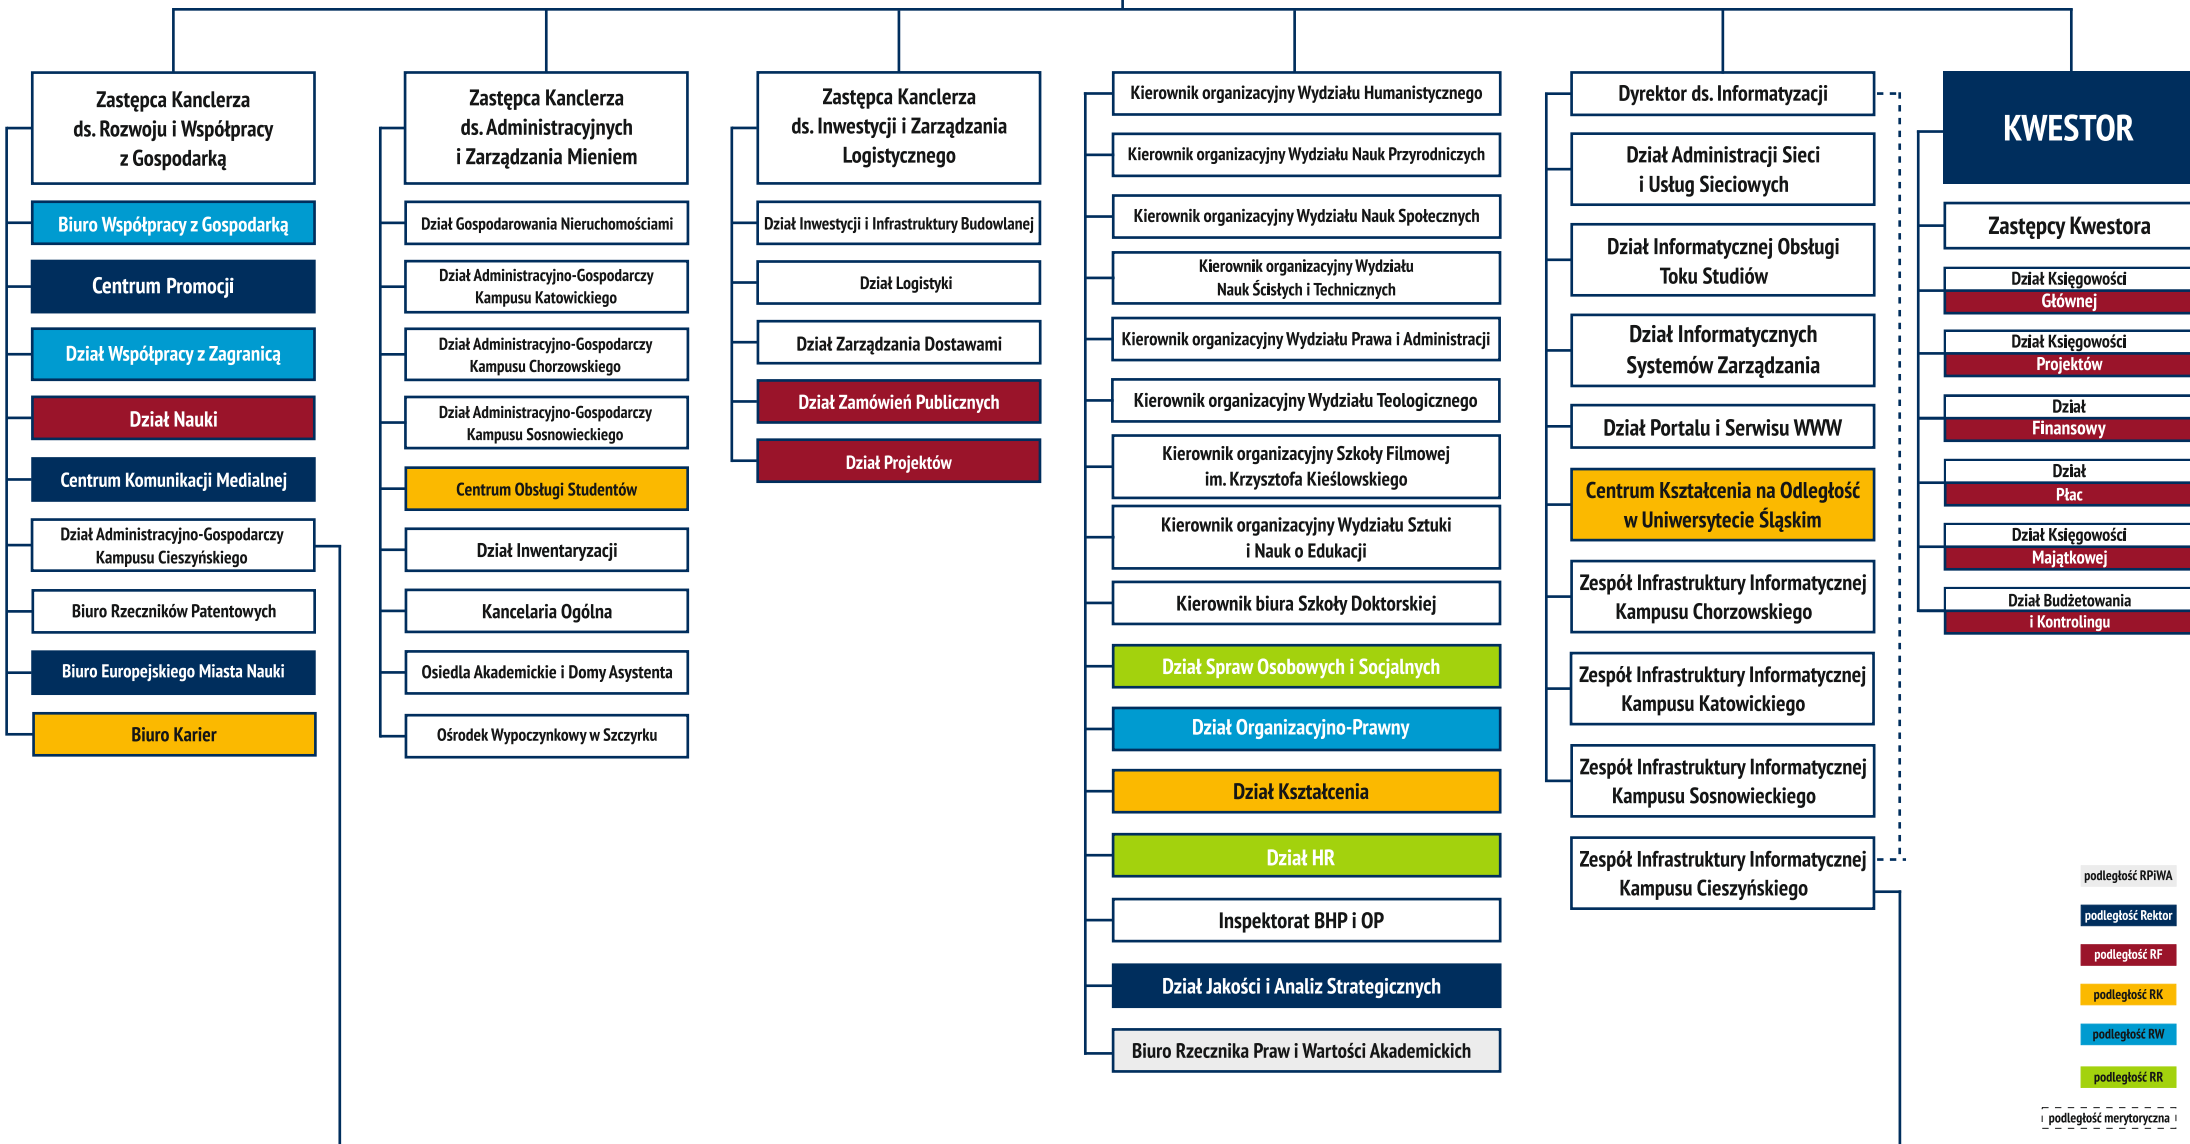 Zastępca Kanclerza
ds. Rozwoju i Współpracy
z Gospodarką
Biuro Współpracy z Gospodarką
Centrum Promocji
Dział Współpracy z Zagranicą
Dział Nauki
Centrum Komunikacji Medialnej
Dział Administracyjno-Gospodarczy
Kampusu Cieszyńskiego
Biuro Rzeczników Patentowych
Biuro Europejskiego Miasta Nauki
Biuro Karier
Zastępca Kanclerza
ds. Administracyjnych
i Zarządzania Mieniem
Dział Gospodarowania Nieruchomościami
Dział Administracyjno-Gospodarczy
Kampusu Katowickiego
Dział Administracyjno-Gospodarczy
Kampusu Chorzowskiego
Dział Administracyjno-Gospodarczy
Kampusu Sosnowieckiego
Centrum Obsługi Studentów
Dział Inwentaryzacji
Kancelaria Ogólna
Osiedla Akademickie i Domy Asystenta
Ośrodek Wypoczynkowy w Szczyrku
Zastępca Kanclerza
ds. Inwestycji i Zarządzania
Logistycznego
Dział Inwestycji i Infrastruktury Budowlanej
Dział Logistyki
Dział Zarządzania Dostawami
Dział Zamówień Publicznych
Dział Projektów
Kierownik organizacyjny Wydziału Humanistycznego
Kierownik organizacyjny Wydziału Nauk Przyrodniczych
Kierownik organizacyjny Wydziału Nauk Społecznych
Kierownik organizacyjny Wydziału
Nauk Ścisłych i Technicznych
Kierownik organizacyjny Wydziału Prawa i Administracji
Kierownik organizacyjny Wydziału Teologicznego
Kierownik organizacyjny Szkoły Filmowej
im. Krzysztofa Kieślowskiego
Kierownik organizacyjny Wydziału Sztuki
i Nauk o Edukacji
Kierownik biura Szkoły Doktorskiej
Dział Spraw Osobowych i Socjalnych
Dział Organizacyjno-Prawny
Dział Kształcenia
Dział HR
Inspektorat BHP i OP
Dział Jakości i Analiz Strategicznych
Biuro Rzecznika Praw i Wartości Akademickich
Dyrektor ds. Informatyzacji
Dział Administracji Sieci
i Usług Sieciowych
Dział Informatycznej Obsługi
Toku Studiów
Dział Informatycznych
Systemów Zarządzania
Dział Portalu i Serwisu WWW
Centrum Kształcenia na Odległość
w Uniwersytecie Śląskim
Zespół Infrastruktury Informatycznej
Kampusu Chorzowskiego
Zespół Infrastruktury Informatycznej
Kampusu Katowickiego
Zespół Infrastruktury Informatycznej
Kampusu Sosnowieckiego
Zespół Infrastruktury Informatycznej
Kampusu Cieszyńskiego
KWESTOR
Zastępcy Kwestora
Dział Księgowości
Głównej
Dział Księgowości
Projektów
Dział
Finansowy
Dział
Płac
Dział Księgowości
Majątkowej
Dział Budżetowania
i Kontrolingu
podległość RPiWA
podległość Rektor
podległość RF
podległość RK
podległość RW
podległość RR
podległość merytoryczna